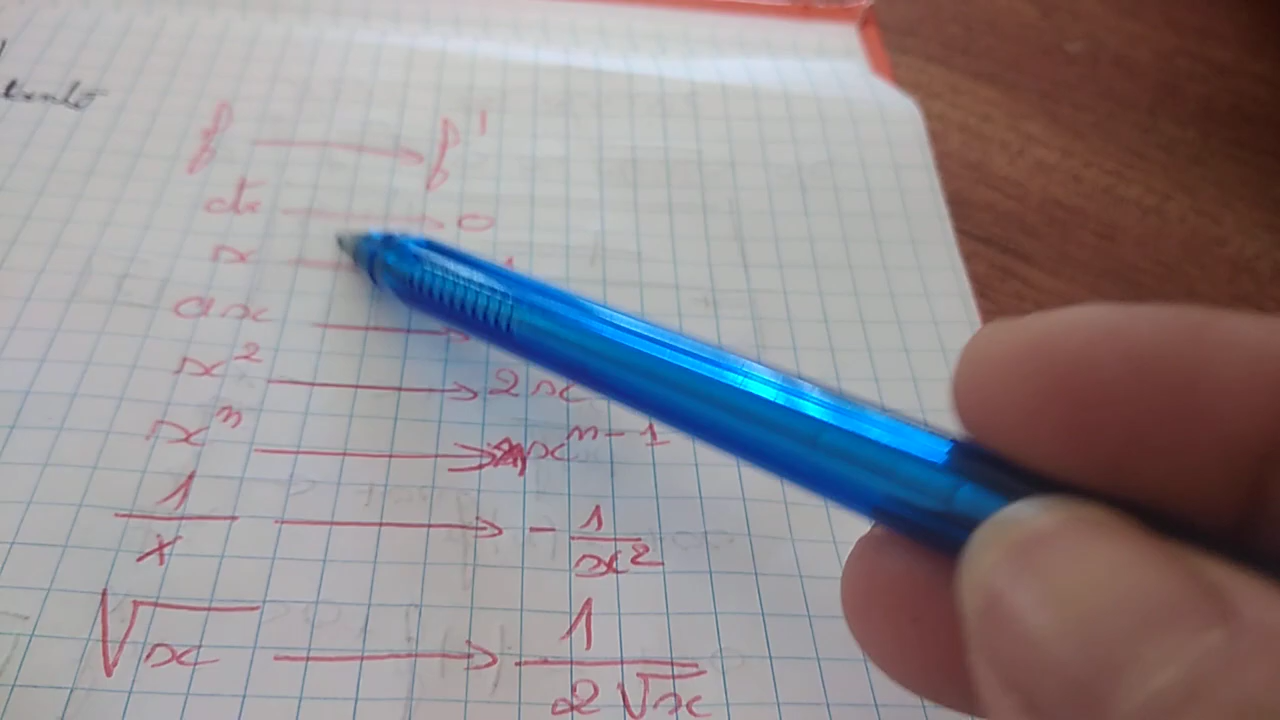 f → f'
cte → 0
x → 1
ax →
x² → 2x
xⁿ → nxⁿ⁻¹
1/x → - 1/x²
√x → 1/(2√x)